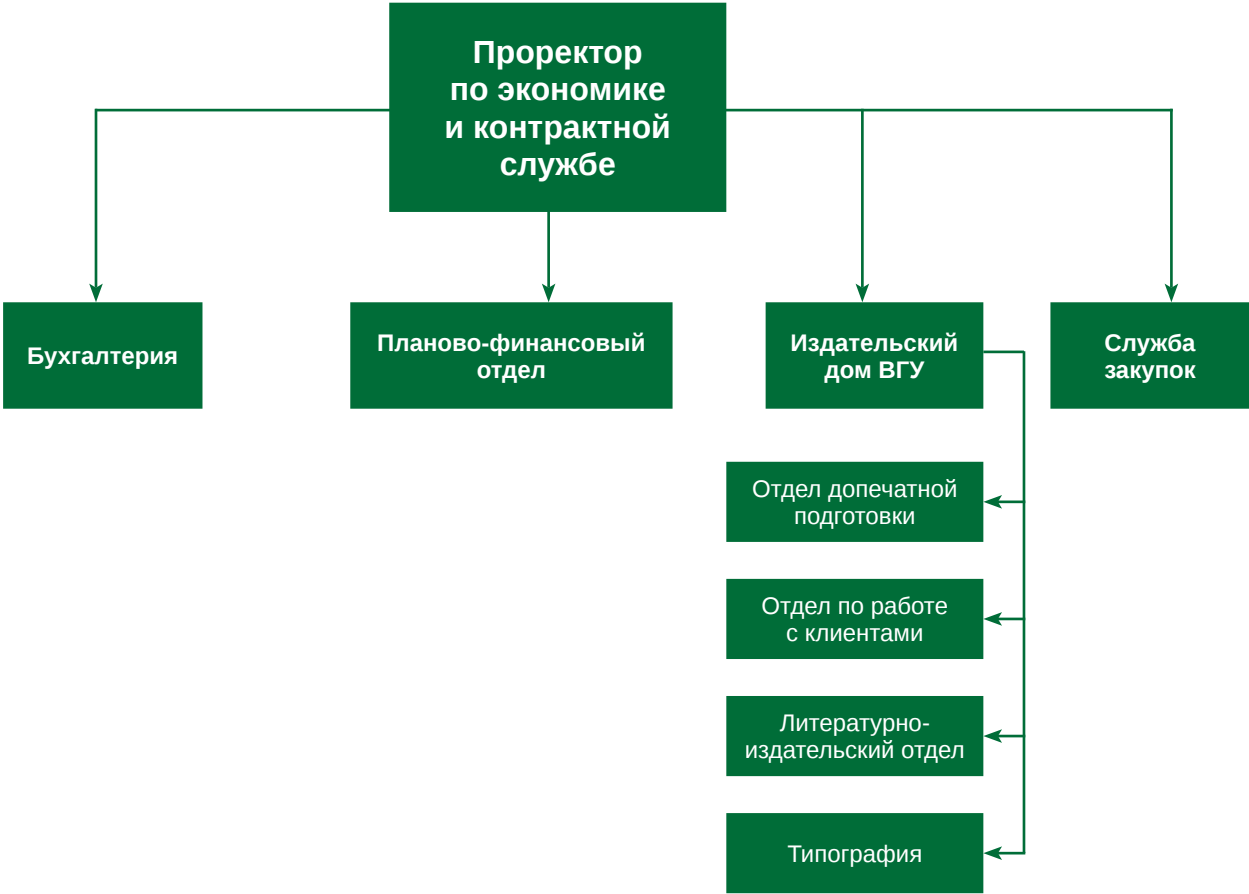 Проректор
по экономике
и контрактной
службе
Бухгалтерия
Планово-финансовый
отдел
Издательский
дом ВГУ
Служба
закупок
Отдел допечатной
подготовки
Отдел по работе
с клиентами
Литературно-
издательский отдел
Типография